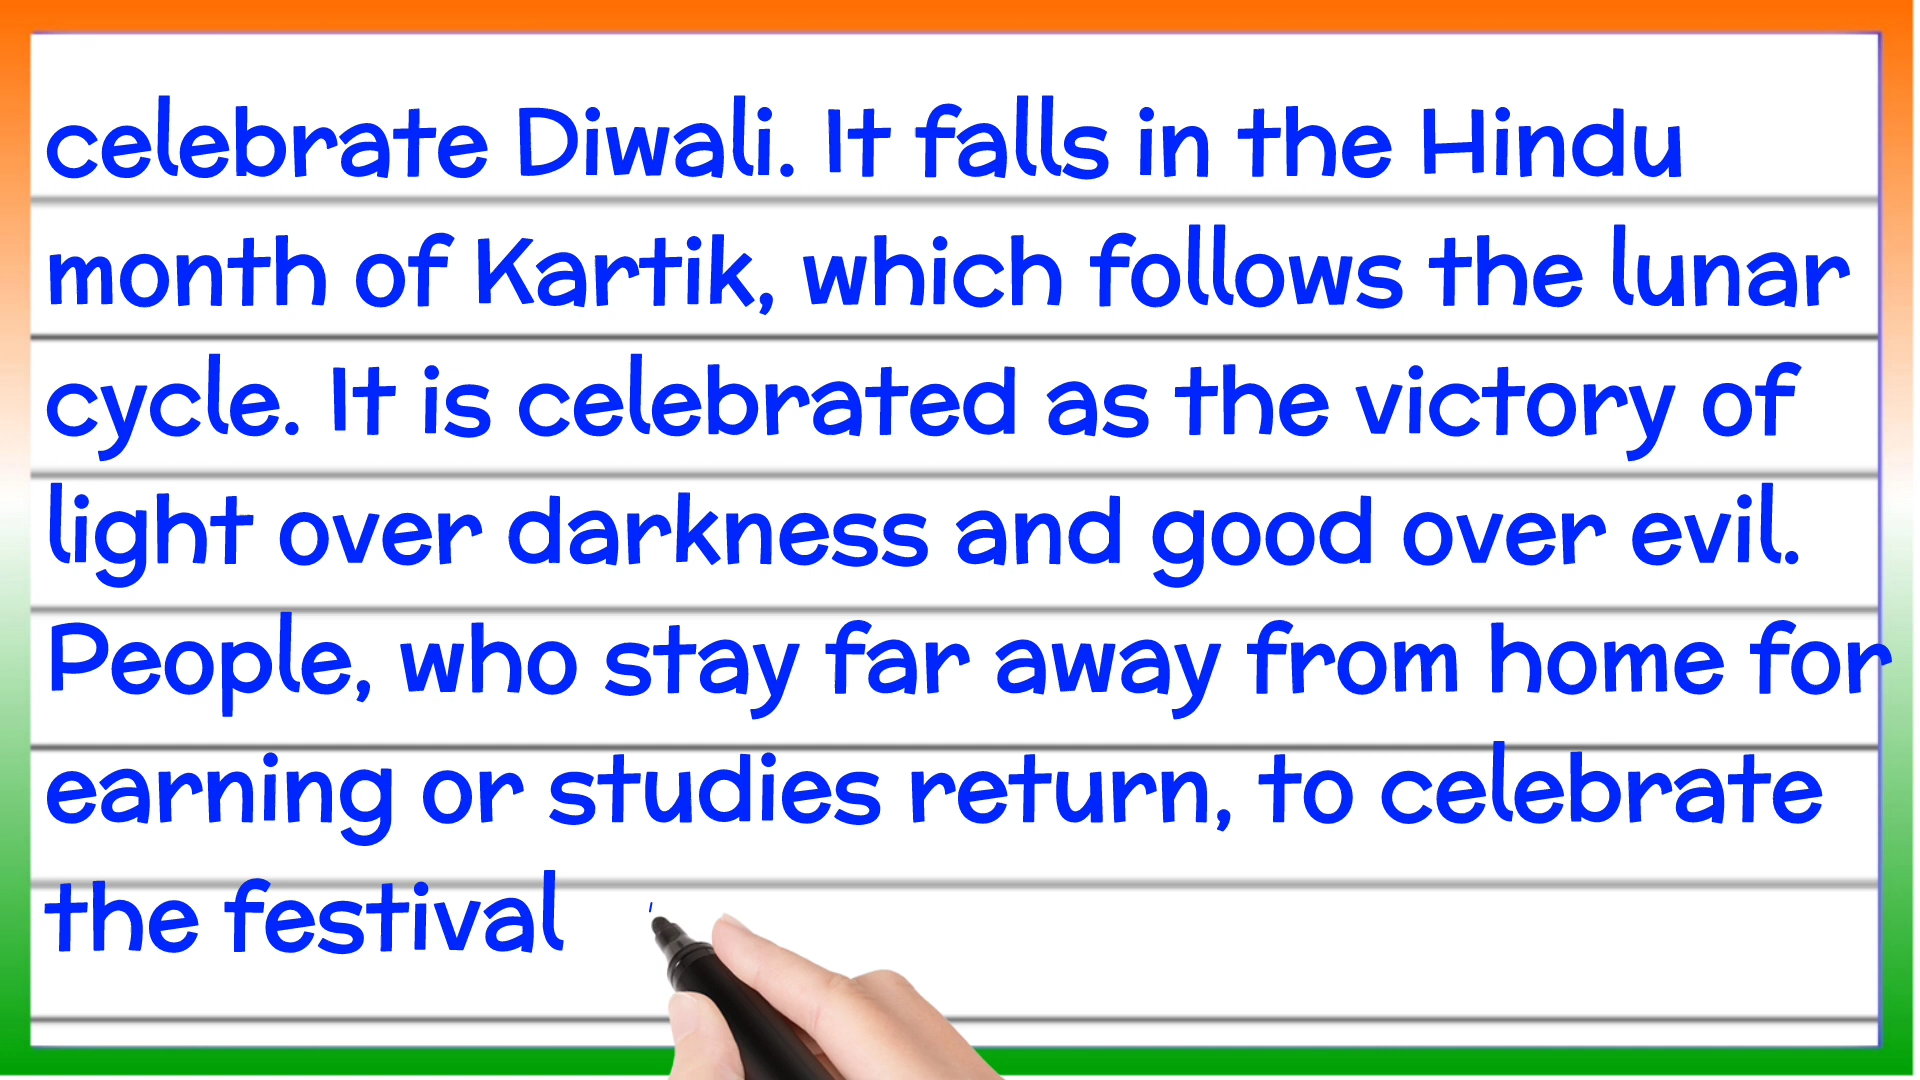 celebrate Diwali. It falls in the Hindu
month of Kartik, which follows the lunar
cycle. It is celebrated as the victory of
light over darkness and good over evil.
People, who stay far away from home for
earning or studies return, to celebrate
the festival